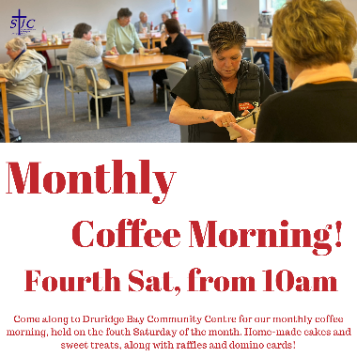 STC
Monthly
Coffee Morning!
Fourth Sat, from 10am
Come along to Druridge Bay Community Centre for our monthly coffee
morning, held on the fouth Saturday of the month. Home-made cakes and
sweet treats, along with raffles and domino cards!